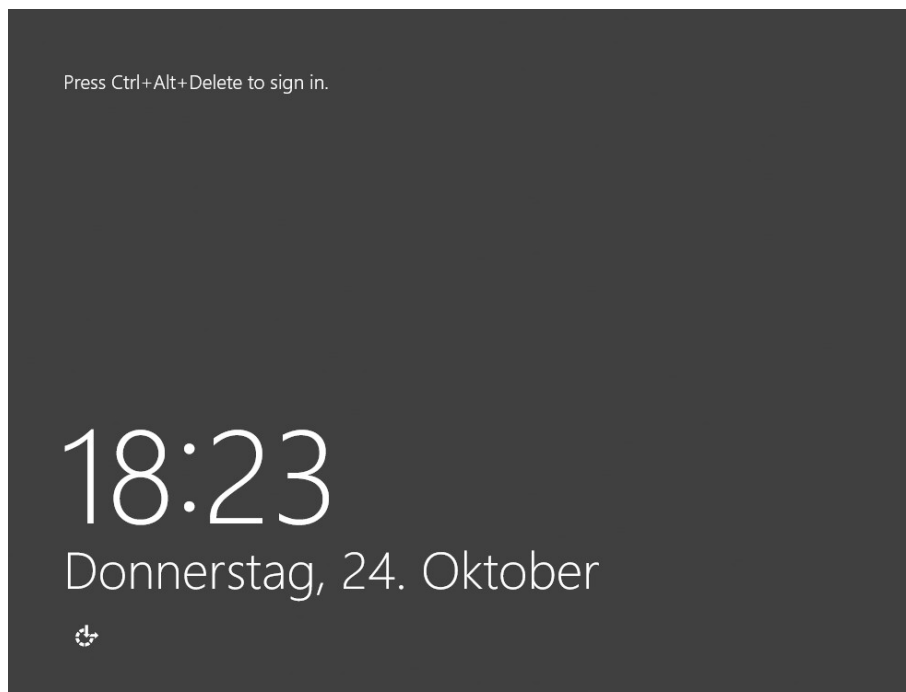 Press Ctrl+Alt+Delete to sign in.
18:23
Donnerstag, 24. Oktober